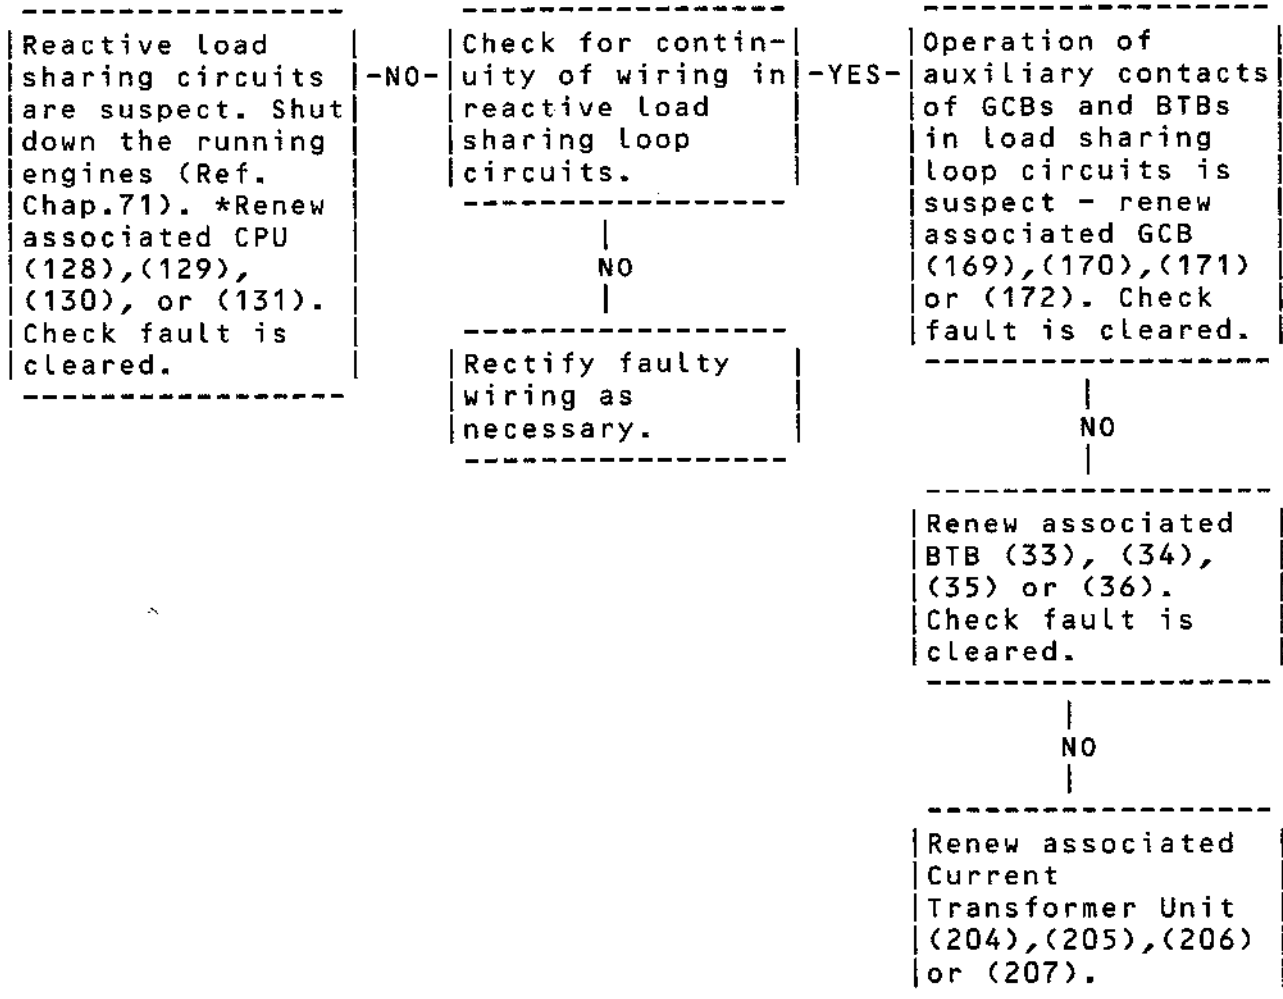 Reactive load
sharing circuits
are suspect. Shut
down the running
engines (Ref.
Chap.71). *Renew
associated CPU
(128),(129),
(130), or (131).
Check fault is
cleared.
-NO-
Check for contin-
uity of wiring in
reactive load
sharing loop
circuits.
NO
Rectify faulty
wiring as
necessary.
-YES-
Operation of
auxiliary contacts
of GCBs and BTBs
in load sharing
loop circuits is
suspect - renew
associated GCB
(169),(170),(171)
or (172). Check
fault is cleared.
NO
Renew associated
BTB (33), (34),
(35) or (36).
Check fault is
cleared.
NO
Renew associated
Current
Transformer Unit
(204),(205),(206)
or (207).